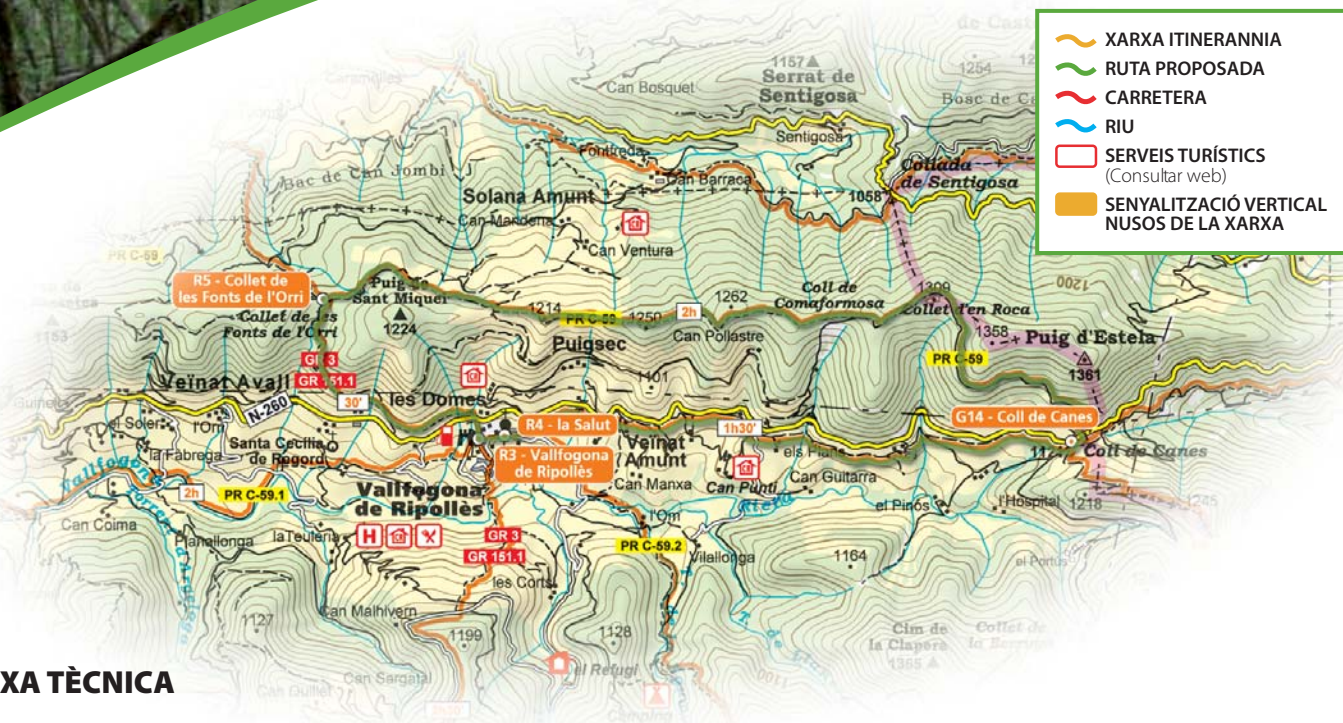 XARXA ITINERANNIA
RUTA PROPOSADA
CARRETERA
RIU
SERVEIS TURÍSTICS
(Consultar web)
SENYALITZACIÓ VERTICAL
NUSOS DE LA XARXA
1157
Serrat de
Sentigosa
1254
Can Bosquet
Sentigosa
Fontfreda
Can Barraca
Collada
de Sentigosa
1058
Bac de Can Jombi
Solana Amunt
Can Mandena
Can Ventura
PR C-59
R5 - Collet de
les Fonts de l'Orri
Collet de les
Fonts de l'Orri
Puig de
Sant Miquel
1224
1214
PR C-59
1250
2h
1262
Can Pollastre
Coll de
Comaformosa
1309
Collet d'en Roca
1200
1358
Puig d'Estela
1361
PR C-59
Puigsec
1101
GR 3
GR 151.1
Veïnat Avall
30'
les Domes
N-260
el Soler
l'Om
la Fàbrega
Santa Cecília
de Regord
R4 - la Salut
R3 - Vallfogona
de Ripollès
Veïnat
Amunt
1h30'
els Plans
G14 - Coll de Canes
Coll de Canes
Can Manxa
Can Punti
Can Guitarra
el Pinós
l'Hospital
1218
1245
Vallfogona
de Ripollès
2h
PR C-59.1
Can Coima
Planallonga
la Teuleria
H
GR 3
GR 151.1
l'Om
PR C-59.2
Vilallonga
1164
el Portús
les Corts
Can Malhivern
1127
1199
1128
el Refugi
Cim de
la Clapera
1365
Collet de
Can Sargatal
Can Guillet
Càmping
1100
XA TÈCNICA